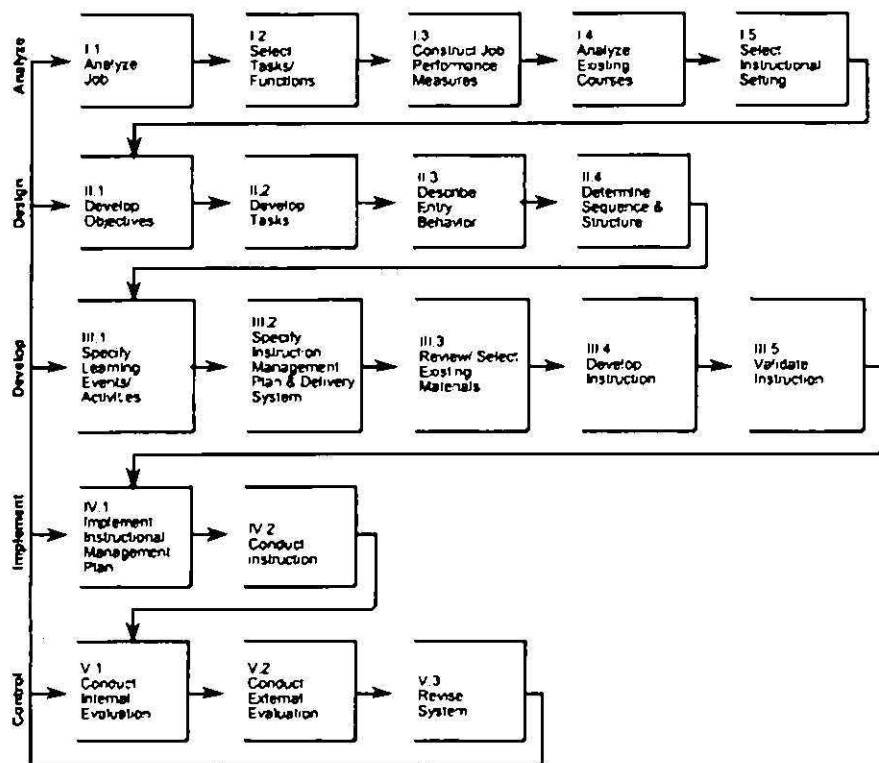 Analyze
I.1
Analyze
Job
I.2
Select
Tasks/
Functions
I.3
Construct Job
Performance
Measures
I.4
Analyze
Existing
Courses
I.5
Select
Instructional
Setting
Design
II.1
Develop
Objectives
II.2
Develop
Tasks
II.3
Describe
Entry
Behavior
II.4
Determine
Sequence &
Structure
Develop
III.1
Specify
Learning
Events/
Activities
III.2
Specify
Instruction
Management
Plan & Delivery
System
III.3
Review/ Select
Existing
Materials
III.4
Develop
Instruction
III.5
Validate
Instruction
Implement
IV.1
Implement
Instructional
Management
Plan
IV.2
Conduct
Instruction
Control
V.1
Conduct
Internal
Evaluation
V.2
Conduct
External
Evaluation
V.3
Revise
System